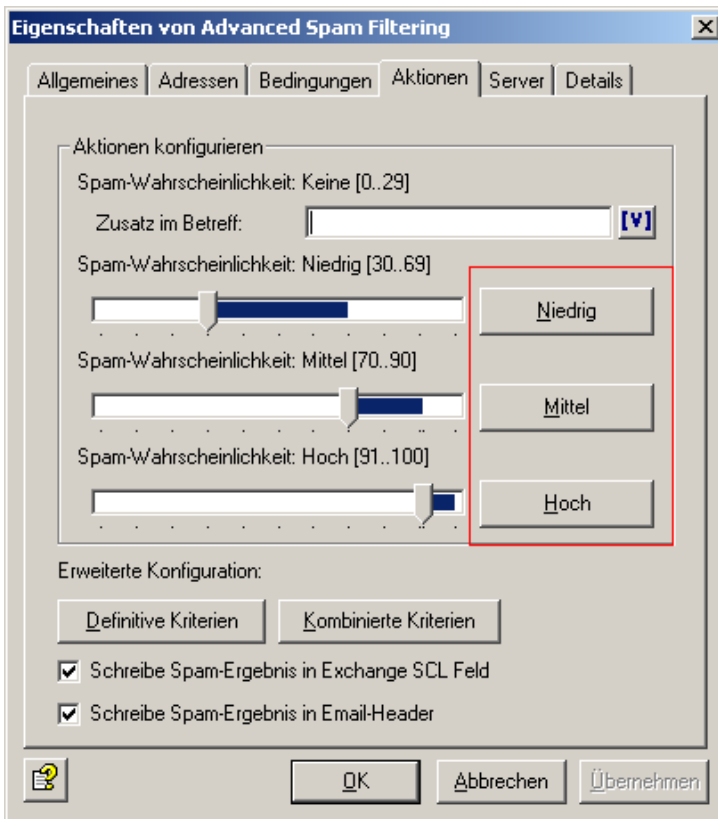 Eigenschaften von Advanced Spam Filtering
Allgemeines Adressen Bedingungen Aktionen Server Details
Aktionen konfigurieren
Spam-Wahrscheinlichkeit: Keine [0..29]
Zusatz im Betreff: [V]
Spam-Wahrscheinlichkeit: Niedrig [30..69]
Niedrig
Spam-Wahrscheinlichkeit: Mittel [70..90]
Mittel
Spam-Wahrscheinlichkeit: Hoch [91..100]
Hoch
Erweiterte Konfiguration:
Definitive Kriterien Kombinierte Kriterien
Schreibe Spam-Ergebnis in Exchange SCL Feld
Schreibe Spam-Ergebnis in Email-Header
OK Abbrechen Übernehmen